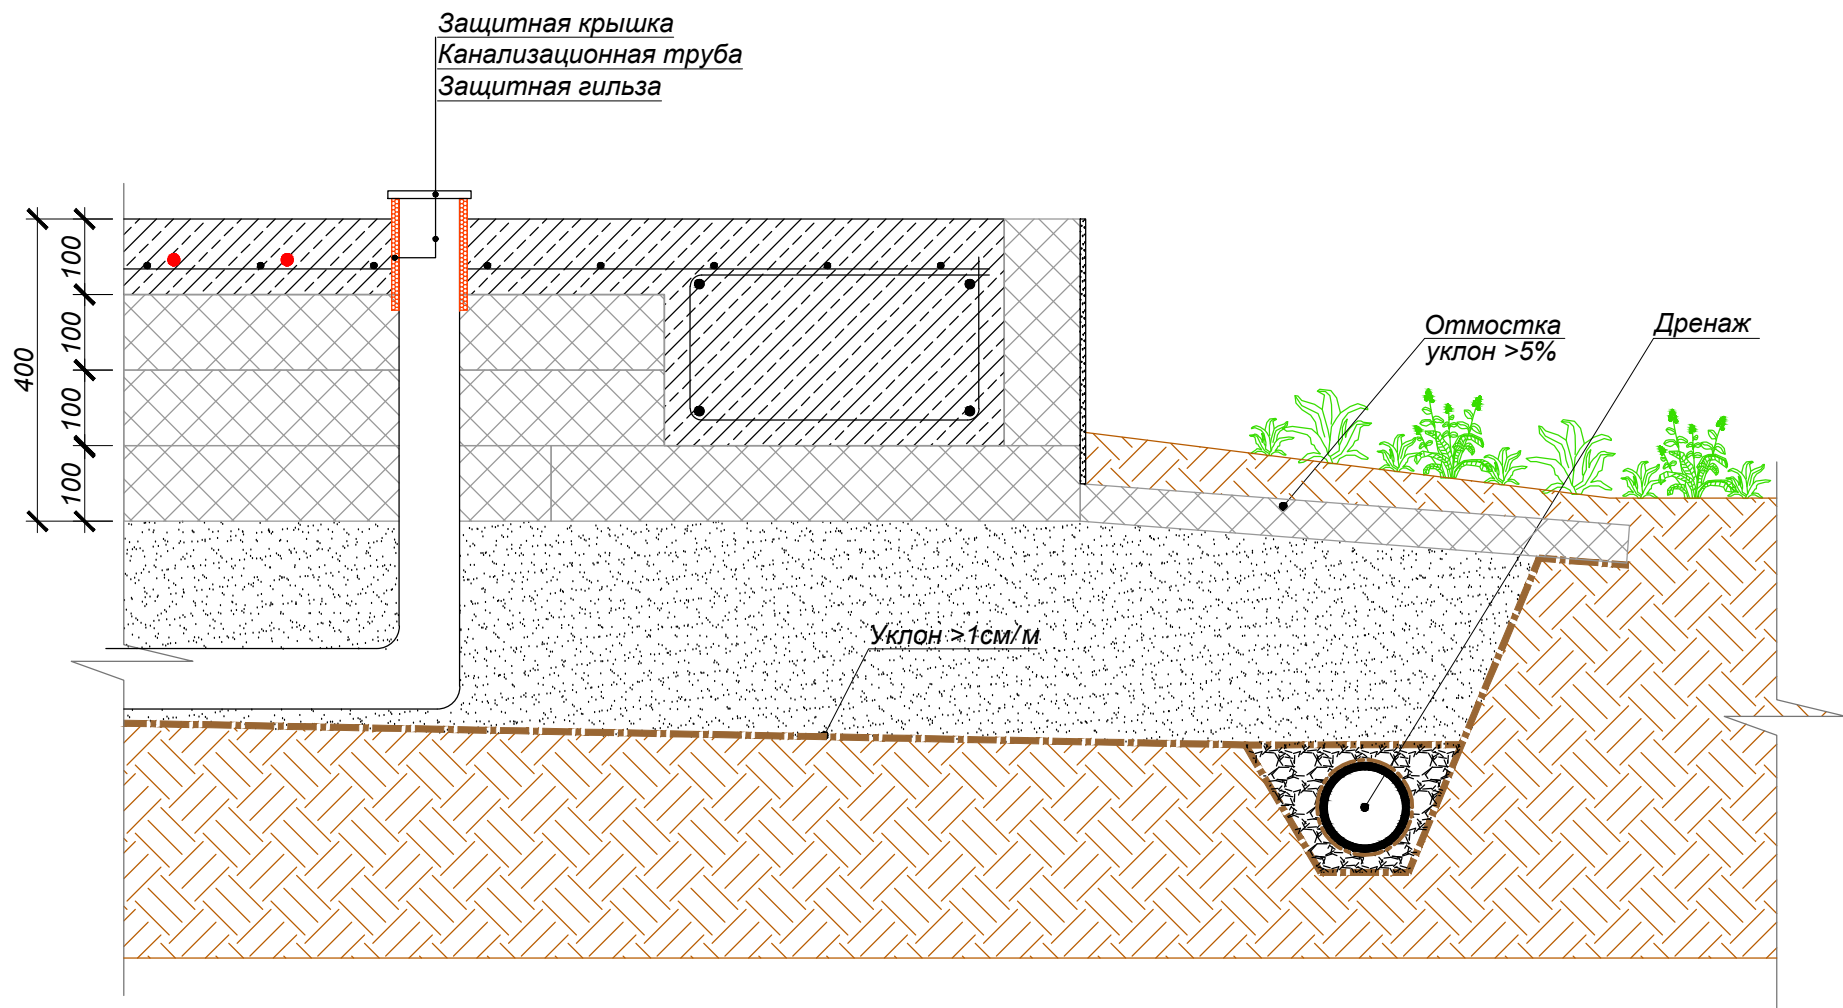 Защитная крышка
Канализационная труба
Защитная гильза
400
100
100
100
100
Отмостка
уклон >5%
Дренаж
Уклон >1см/м